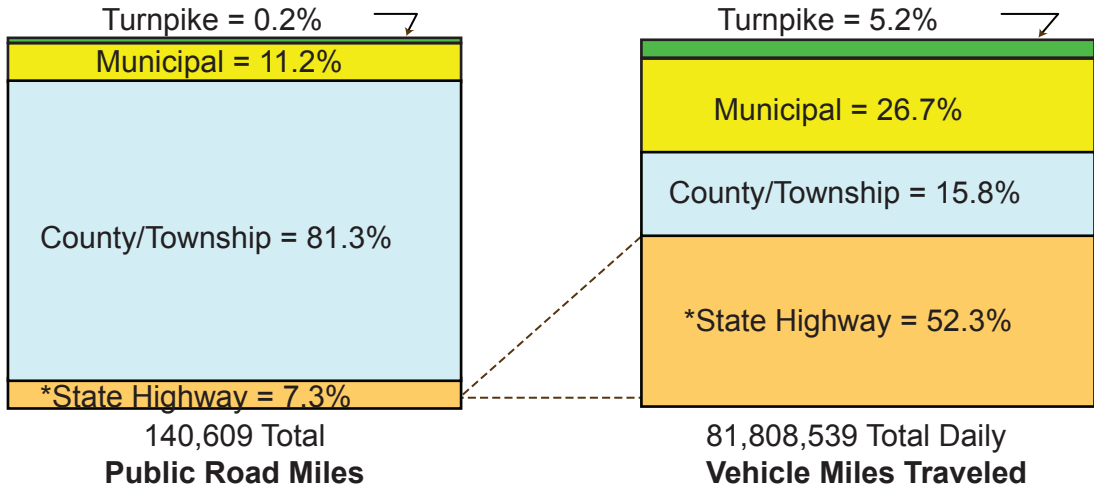 Turnpike = 0.2%
Municipal = 11.2%
County/Township = 81.3%
*State Highway = 7.3%
140,609 Total
Public Road Miles
Turnpike = 5.2%
Municipal = 26.7%
County/Township = 15.8%
*State Highway = 52.3%
81,808,539 Total Daily
Vehicle Miles Traveled